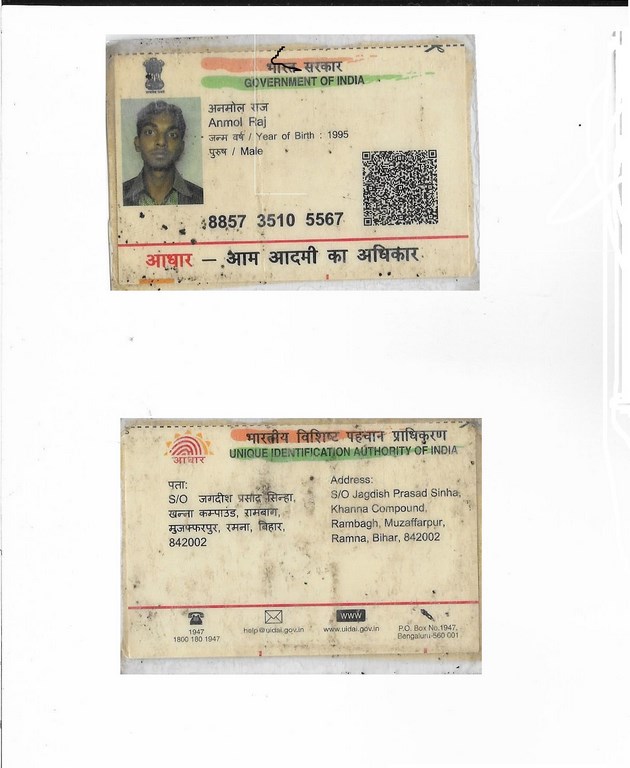 भारत सरकार
GOVERNMENT OF INDIA
अनमोल राज
Anmol Raj
जन्म वर्ष / Year of Birth : 1995
पुरुष / Male
8857 3510 5567
आधार – आम आदमी का अधिकार
भारतीय विशिष्ट पहचान प्राधिकरण
UNIQUE IDENTIFICATION AUTHORITY OF INDIA
आधार
पता:
S/O जगदीश प्रसाद सिन्हा,
खन्ना कम्पाउंड, रामबाग,
मुजफ्फरपुर, रमना, बिहार,
842002
Address:
S/O Jagdish Prasad Sinha,
Khanna Compound,
Rambagh, Muzaffarpur,
Ramna, Bihar, 842002
1947
1800 180 1947
help@uidai.gov.in
WWW
www.uidai.gov.in
P.O. Box No.1947,
Bengaluru-560 001